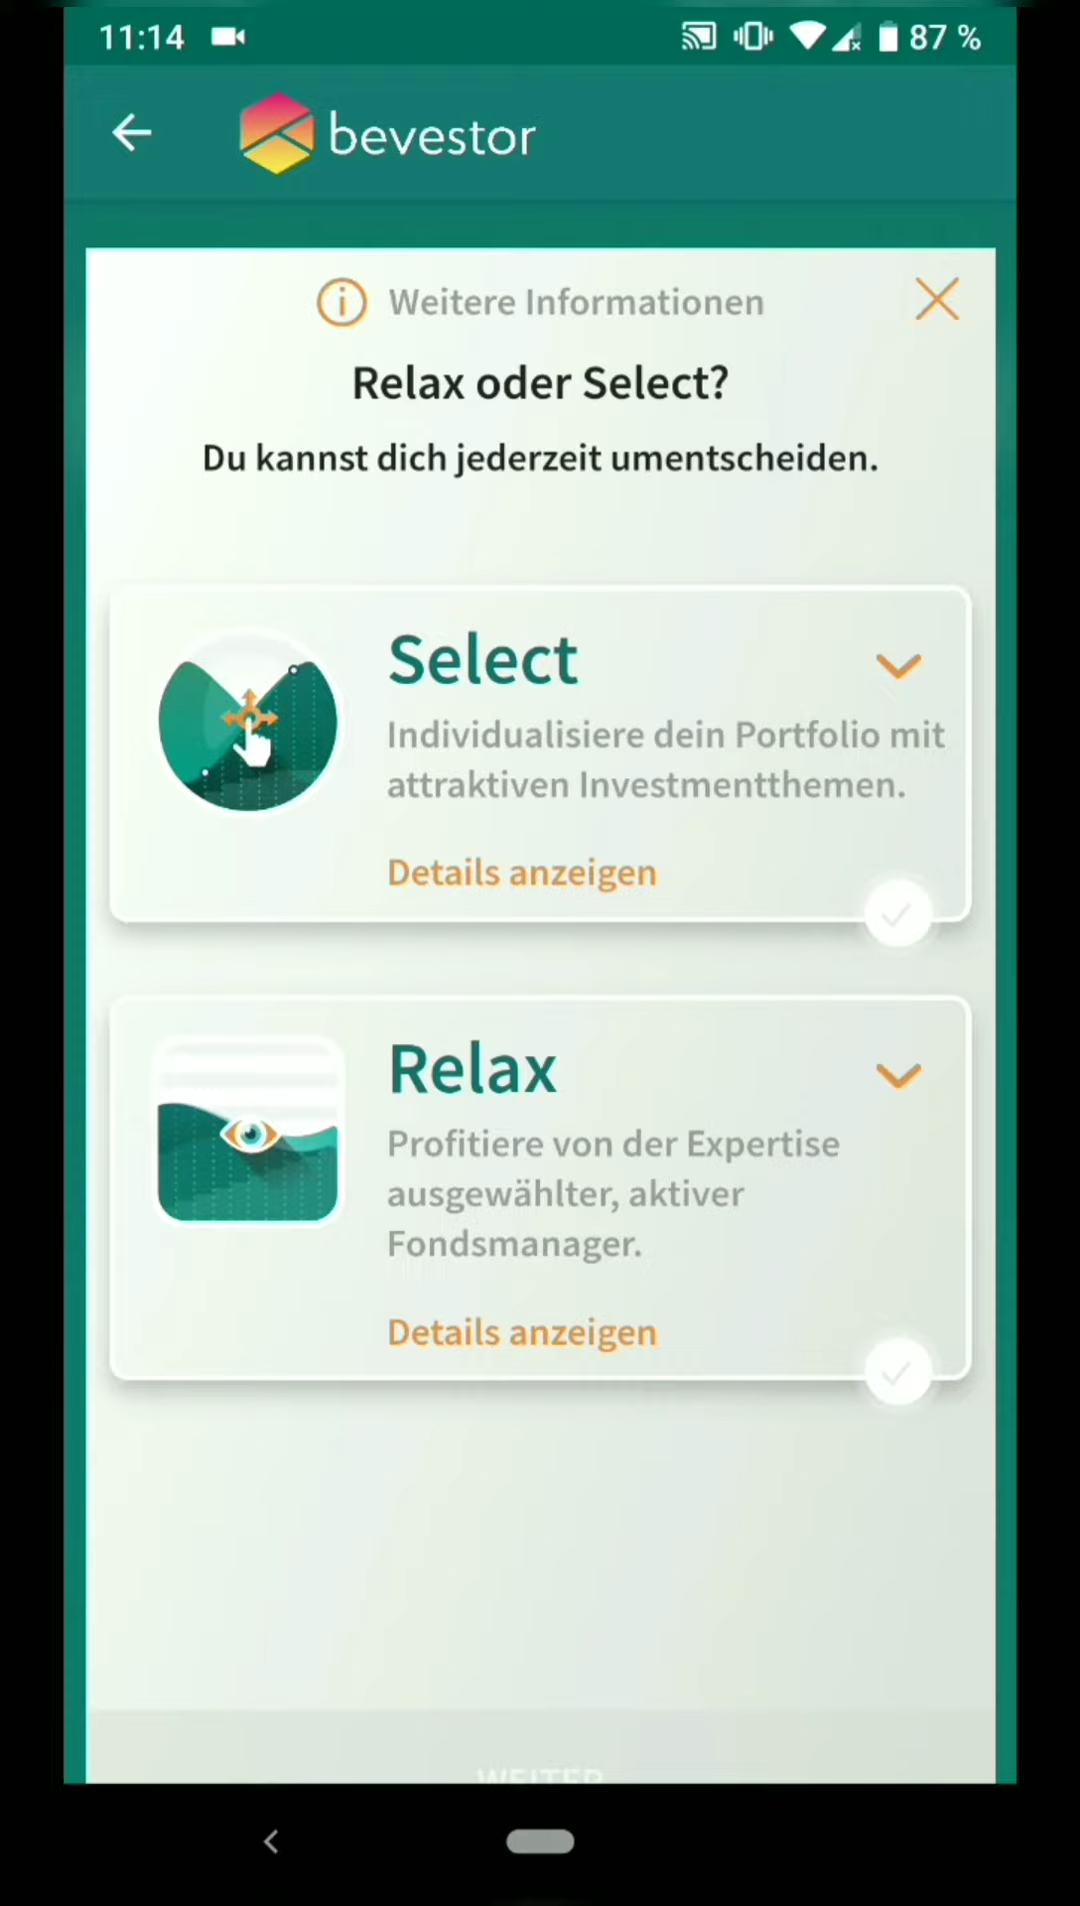 11:14
87 %
bevestor
Weitere Informationen
Relax oder Select?
Du kannst dich jederzeit umentscheiden.
Select
Individualisiere dein Portfolio mit
attraktiven Investmentthemen.
Details anzeigen
Relax
Profitiere von der Expertise
ausgewählter, aktiver
Fondsmanager.
Details anzeigen
WEITER